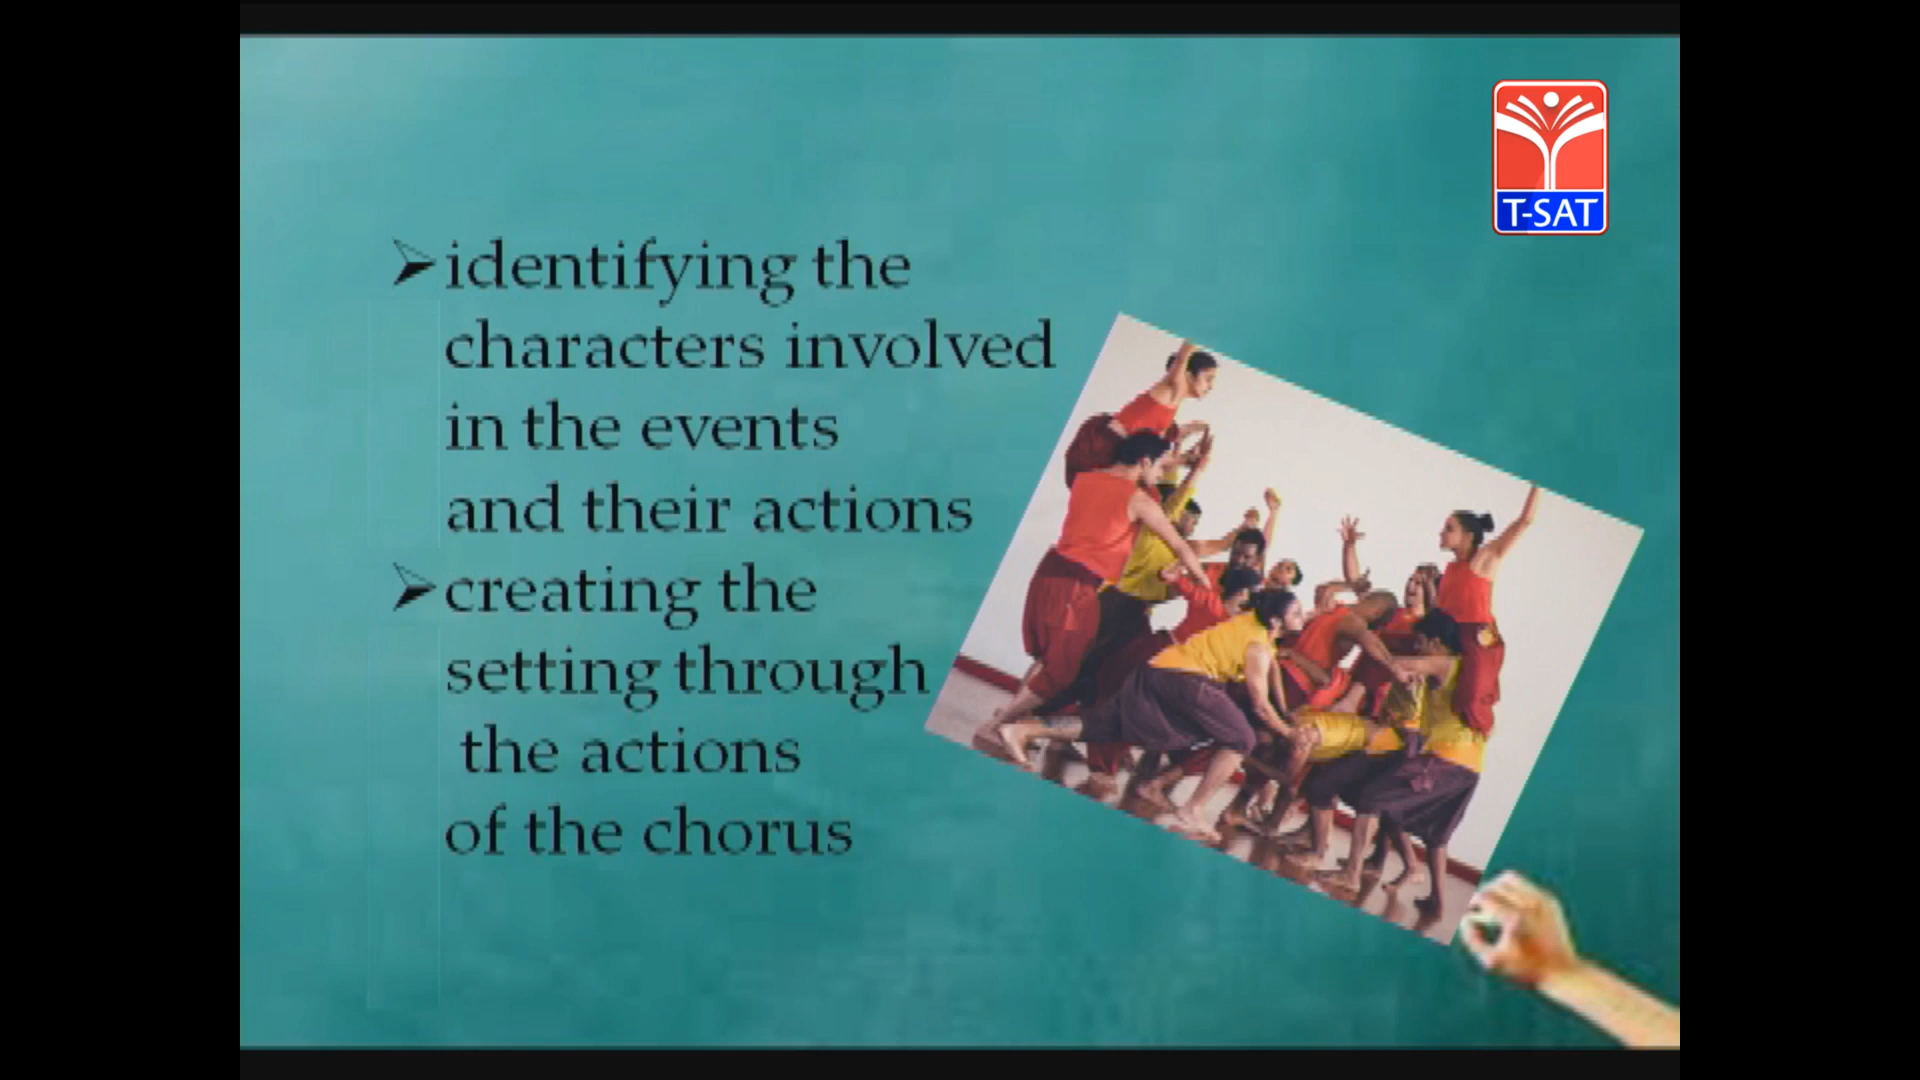 T-SAT
➢identifying the
characters involved
in the events
and their actions
➢creating the
setting through
the actions
of the chorus